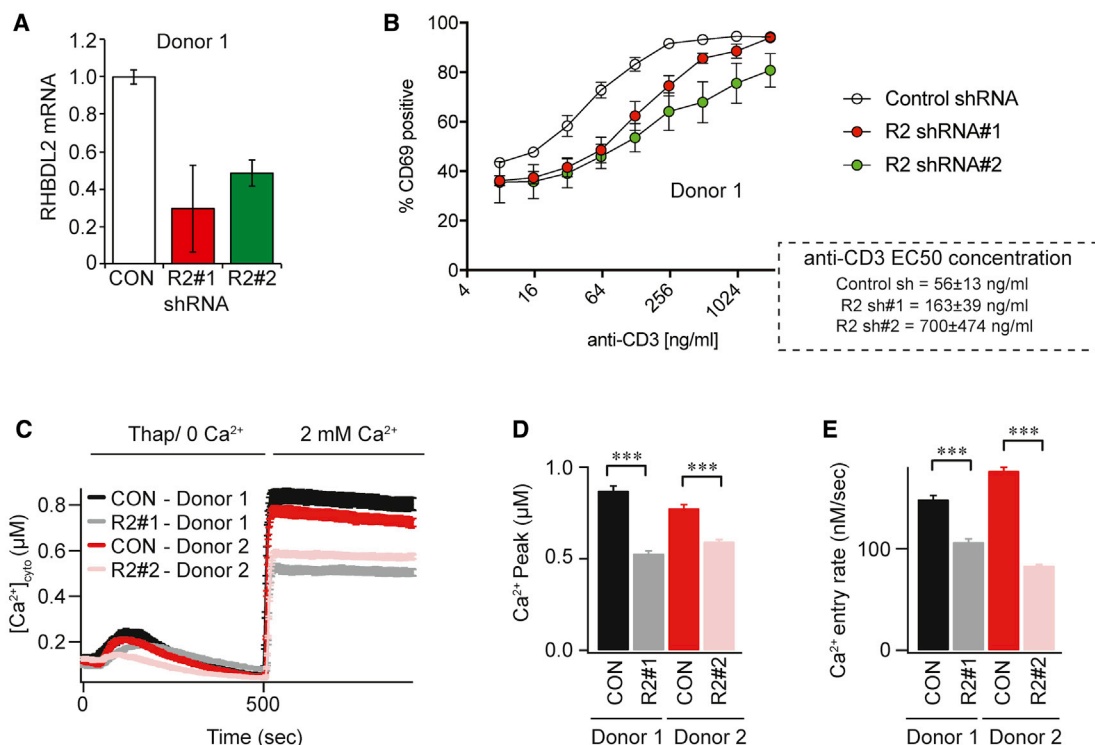 A
Donor 1
RHBDL2 mRNA
1.2
1.0
0.8
0.6
0.4
0.2
0
CON R2#1 R2#2
shRNA
B
% CD69 positive
100
80
60
40
20
0
4 16 64 256 1024
anti-CD3 [ng/ml]
Donor 1
Control shRNA
R2 shRNA#1
R2 shRNA#2
anti-CD3 EC50 concentration
Control sh = 56±13 ng/ml
R2 sh#1 = 163±39 ng/ml
R2 sh#2 = 700±474 ng/ml
C
Thap/ 0 Ca²⁺ 2 mM Ca²⁺
CON - Donor 1
R2#1 - Donor 1
CON - Donor 2
R2#2 - Donor 2
[Ca²⁺]cyto (µM)
0.8
0.6
0.4
0.2
0 500
Time (sec)
D
*** ***
Ca²⁺ Peak (µM)
1.0
0.5
0.0
CON R2#1 CON R2#2
Donor 1 Donor 2
E
*** ***
Ca²⁺ entry rate (nM/sec)
100
0
CON R2#1 CON R2#2
Donor 1 Donor 2